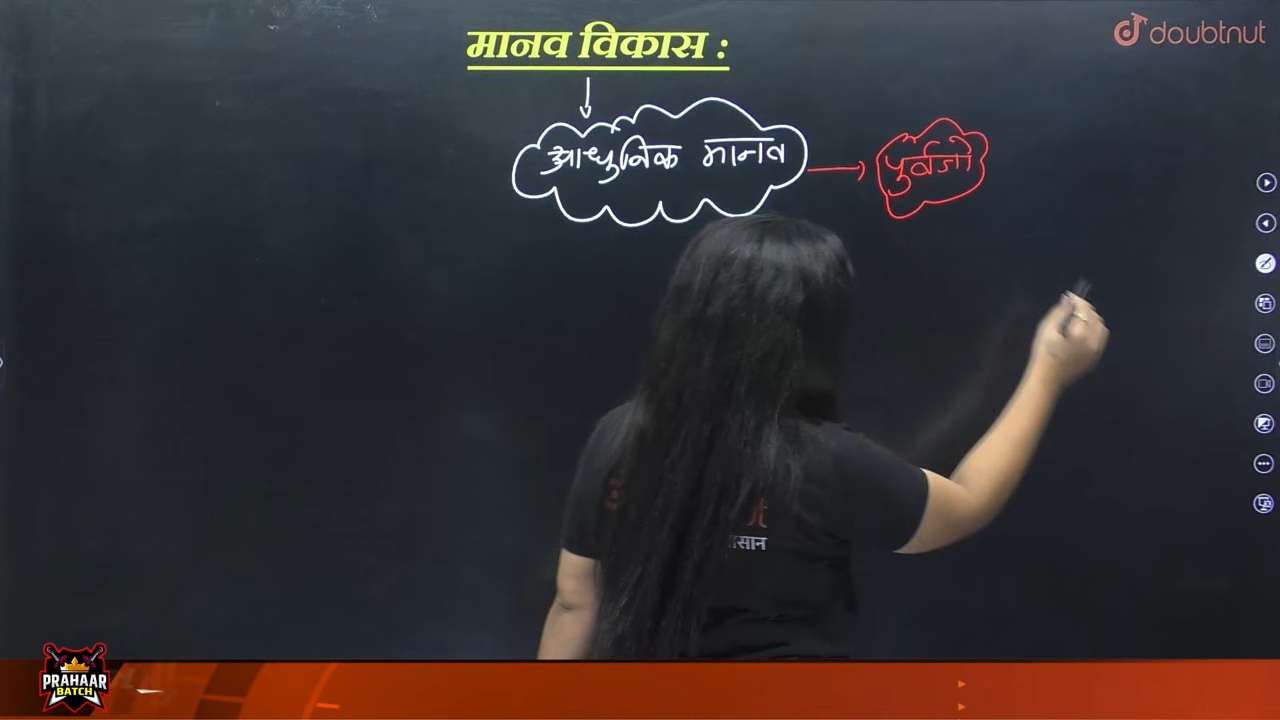 मानव विकास :
doubtnut
आधुनिक मानव
पुर्वजो
PRAHAAR
BATCH